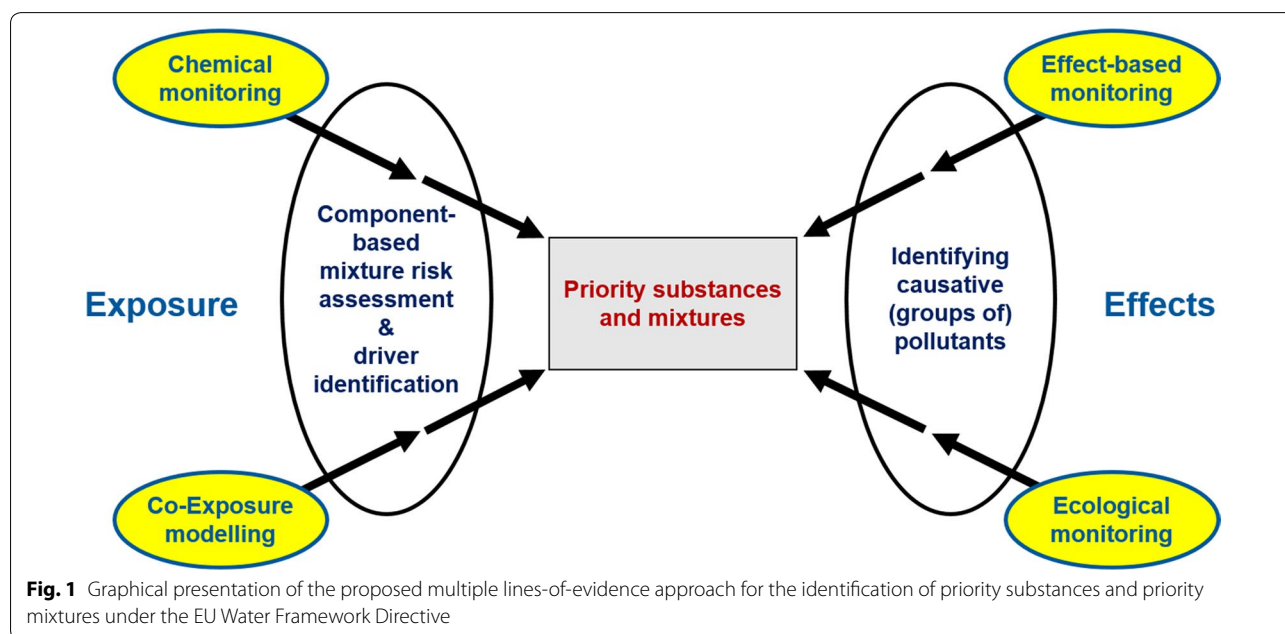 Chemical
monitoring
Effect-based
monitoring
Exposure
Component-
based
mixture risk
assessment
&
driver
identification
Priority substances
and mixtures
Identifying
causative
(groups of)
pollutants
Effects
Co-Exposure
modelling
Ecological
monitoring
Fig. 1 Graphical presentation of the proposed multiple lines-of-evidence approach for the identification of priority substances and priority
mixtures under the EU Water Framework Directive